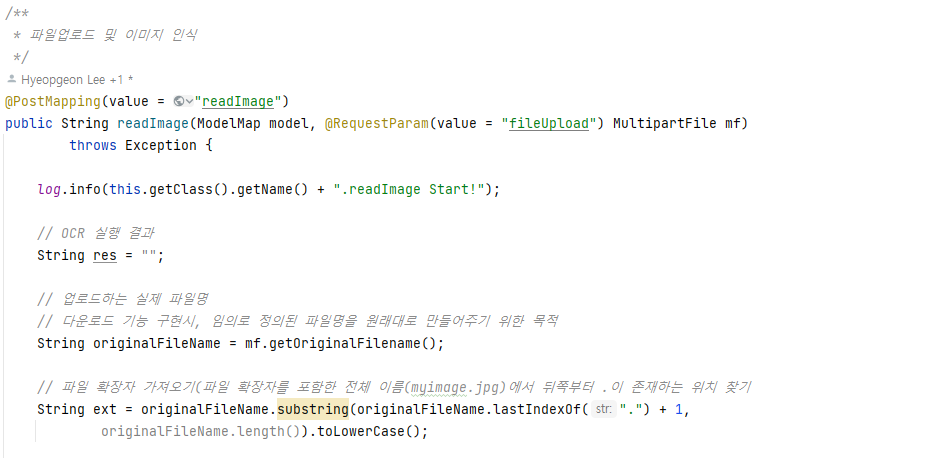 /**
 * 파일업로드 및 이미지 인식
 */
Hyeopgeon Lee +1 *
@PostMapping(value = "readImage")
public String readImage(ModelMap model, @RequestParam(value = "fileUpload") MultipartFile mf)
        throws Exception {
    log.info(this.getClass().getName() + ".readImage Start!");
    // OCR 실행 결과
    String res = "";
    // 업로드하는 실제 파일명
    // 다운로드 기능 구현시, 임의로 정의된 파일명을 원래대로 만들어주기 위한 목적
    String originalFileName = mf.getOriginalFilename();
    // 파일 확장자 가져오기(파일 확장자를 포함한 전체 이름(myimage.jpg)에서 뒤쪽부터 .이 존재하는 위치 찾기
    String ext = originalFileName.substring(originalFileName.lastIndexOf( str: ".") + 1,
            originalFileName.length()).toLowerCase();